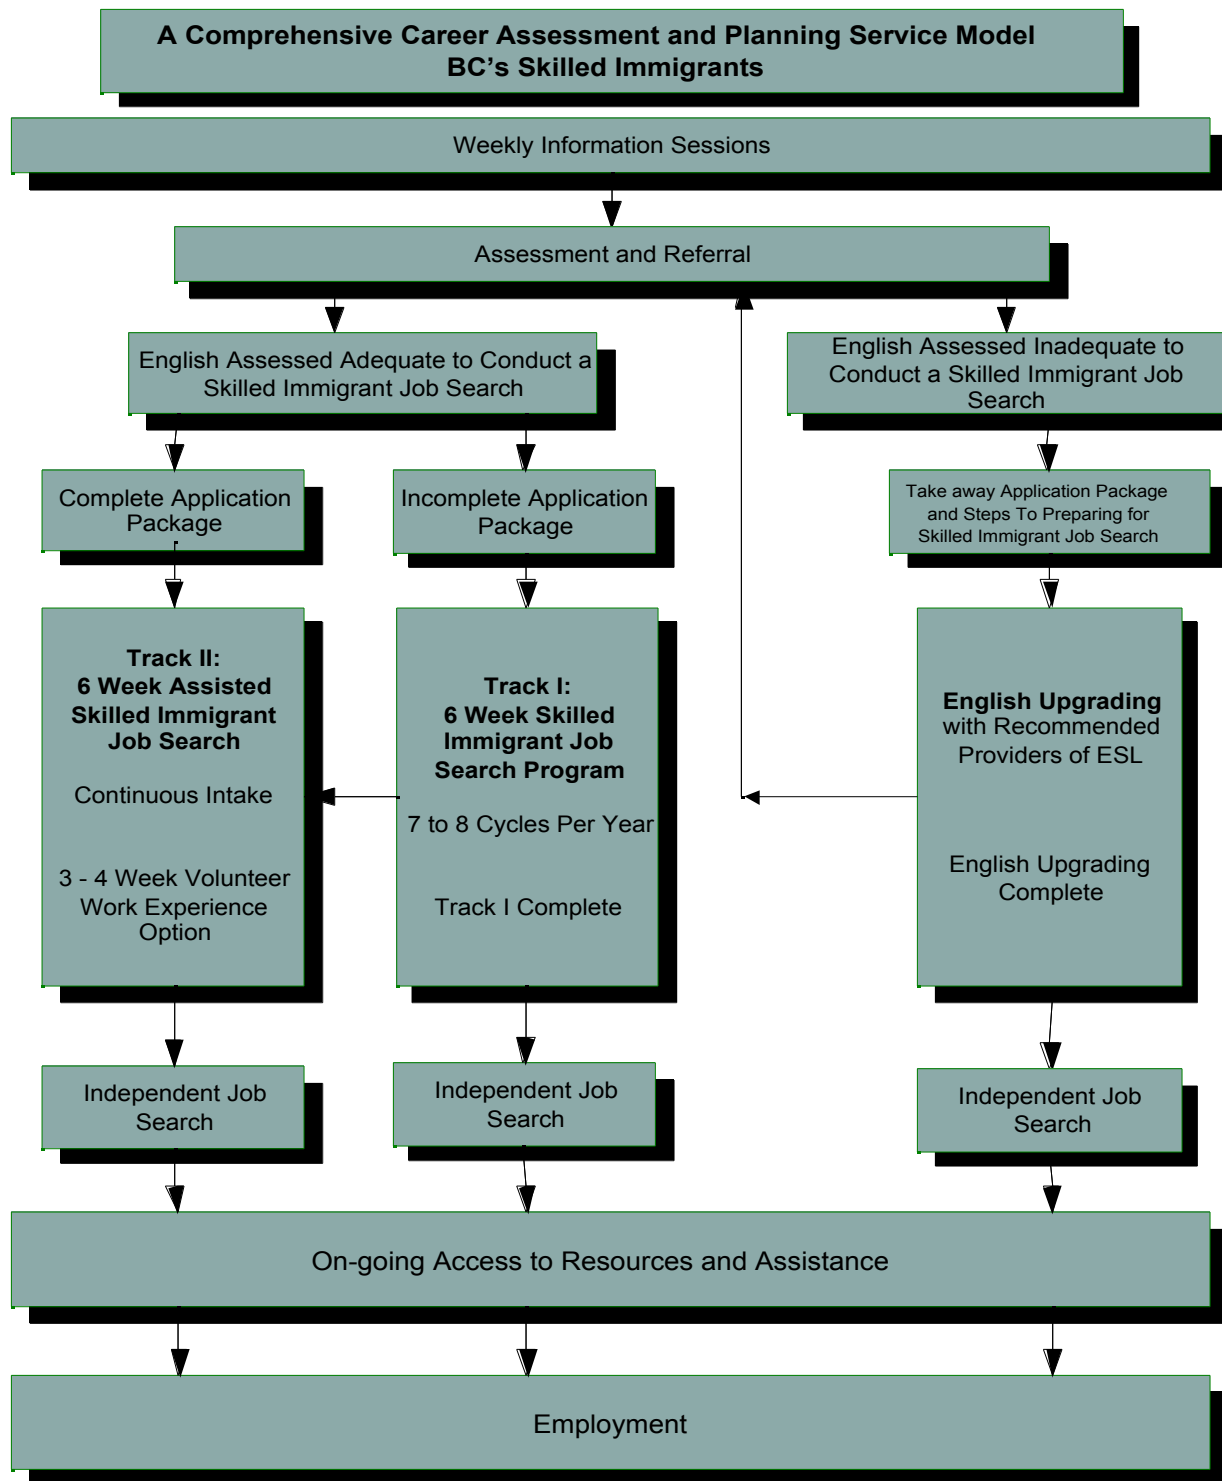 A Comprehensive Career Assessment and Planning Service Model
BC's Skilled Immigrants
Weekly Information Sessions
Assessment and Referral
English Assessed Adequate to Conduct a
Skilled Immigrant Job Search
English Assessed Inadequate to
Conduct a Skilled Immigrant Job
Search
Complete Application
Package
Incomplete Application
Package
Take away Application Package
and Steps To Preparing for
Skilled Immigrant Job Search
Track II:
6 Week Assisted
Skilled Immigrant
Job Search
Continuous Intake
3 - 4 Week Volunteer
Work Experience
Option
Track I:
6 Week Skilled
Immigrant Job
Search Program
7 to 8 Cycles Per Year
Track I Complete
English Upgrading
with Recommended
Providers of ESL
English Upgrading
Complete
Independent Job
Search
Independent Job
Search
Independent Job
Search
On-going Access to Resources and Assistance
Employment